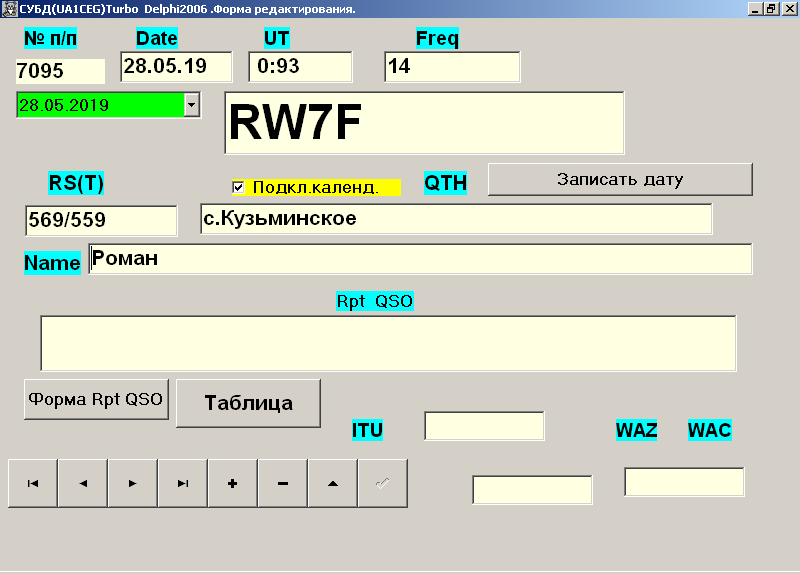 СУБД(UA1CEG)Turbo Delphi2006 .Форма редактирования.
№ п/п Date UT Freq
7095 28.05.19 0:93 14
28.05.2019
RW7F
RS(T) Подкл.календ. QTH Записать дату
569/559 с.Кузьминское
Name Роман
Rpt QSO
Форма Rpt QSO Таблица
ITU WAZ WAC